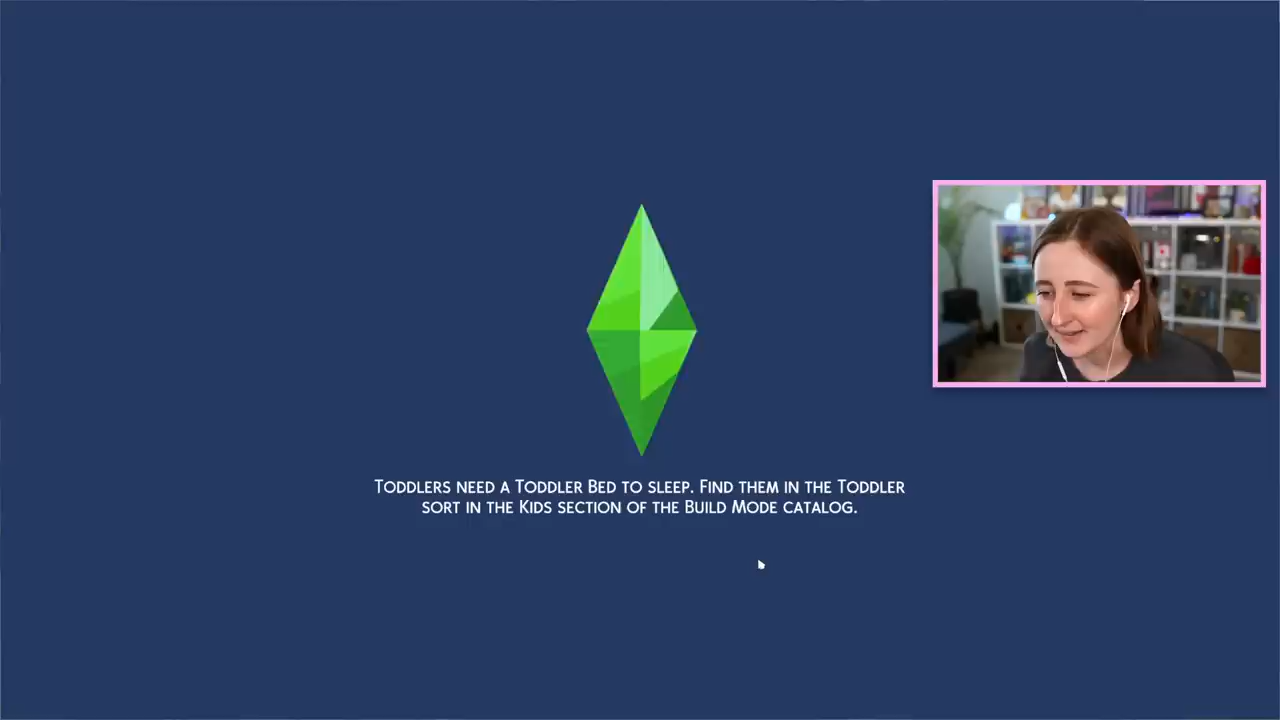 Toddlers need a Toddler Bed to sleep. Find them in the Toddler
sort in the Kids section of the Build Mode catalog.